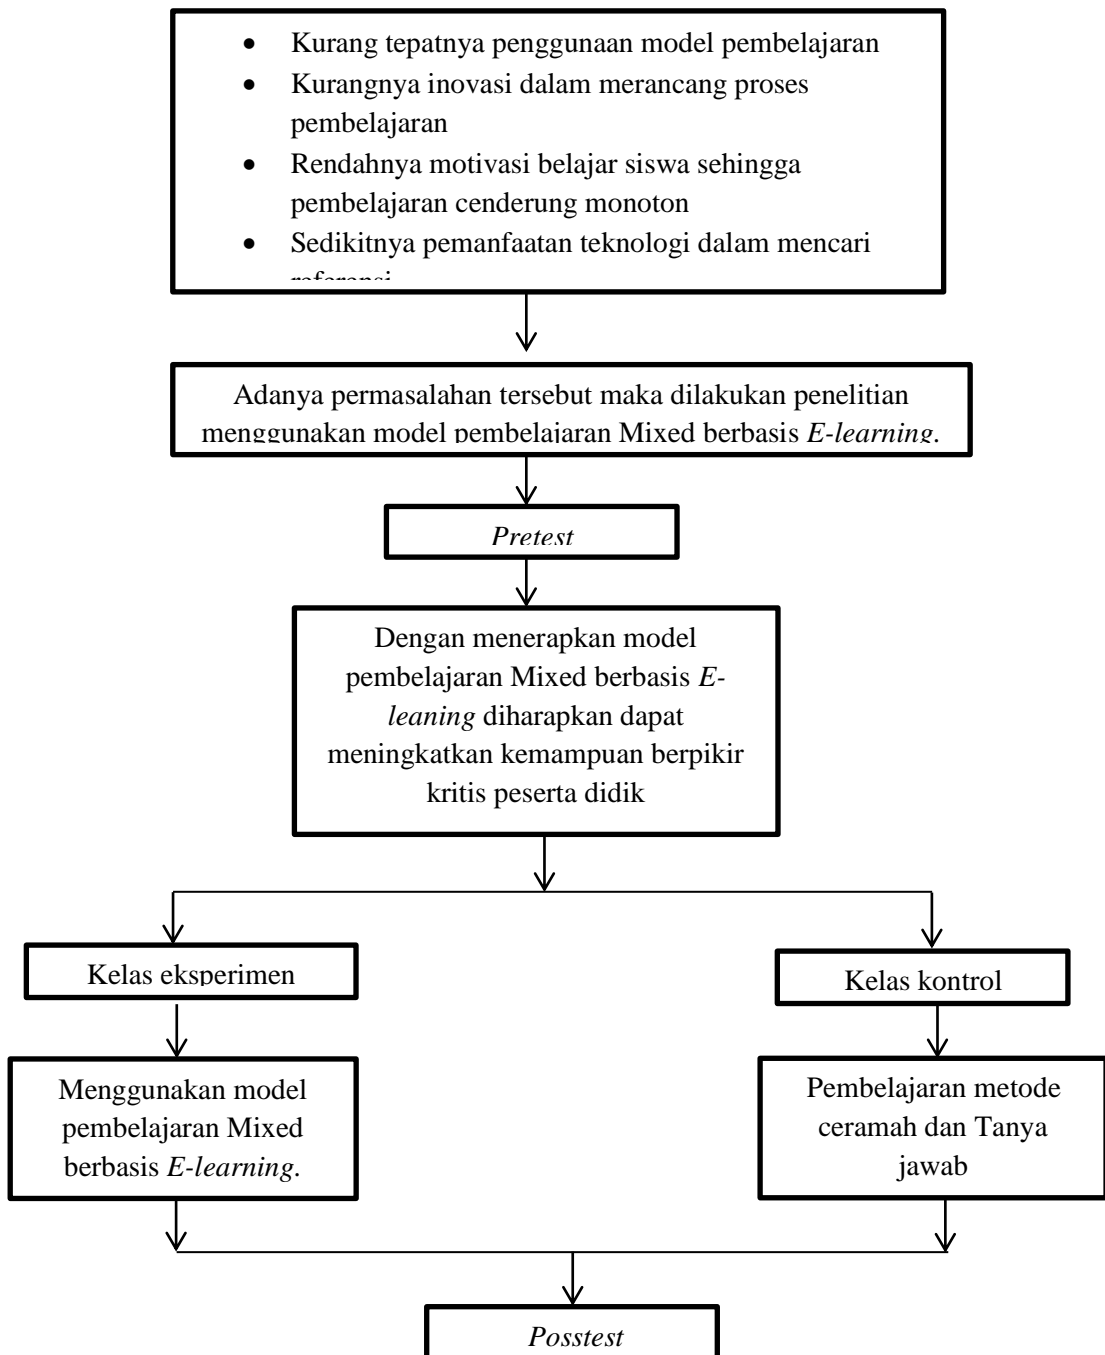 • Kurang tepatnya penggunaan model pembelajaran
• Kurangnya inovasi dalam merancang proses
pembelajaran
• Rendahnya motivasi belajar siswa sehingga
pembelajaran cenderung monoton
• Sedikitnya pemanfaatan teknologi dalam mencari
referensi
Adanya permasalahan tersebut maka dilakukan penelitian
menggunakan model pembelajaran Mixed berbasis E-learning.
Pretest
Dengan menerapkan model
pembelajaran Mixed berbasis E-
leaning diharapkan dapat
meningkatkan kemampuan berpikir
kritis peserta didik
Kelas eksperimen
Kelas kontrol
Menggunakan model
pembelajaran Mixed
berbasis E-learning.
Pembelajaran metode
ceramah dan Tanya
jawab
Posstest